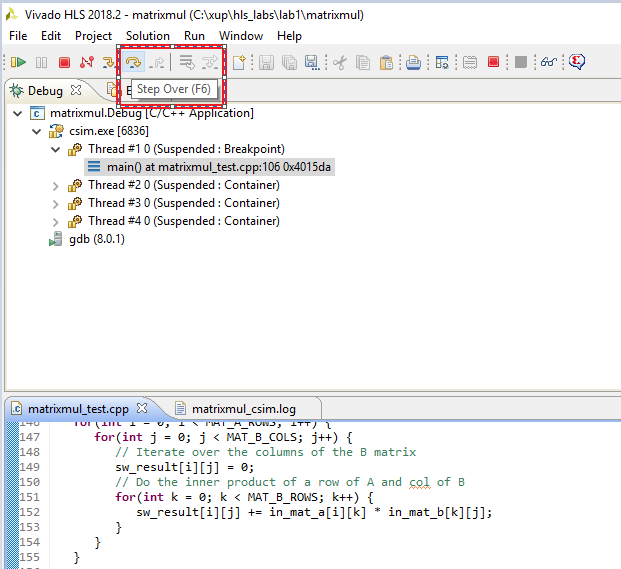 Vivado HLS 2018.2 - matrixmul (C:\xup\hls_labs\lab1\matrixmul)
File Edit Project Solution Run Window Help
Debug
Step Over (F6)
matrixmul.Debug [C/C++ Application]
csim.exe [6836]
Thread #1 0 (Suspended : Breakpoint)
main() at matrixmul_test.cpp:106 0x4015da
Thread #2 0 (Suspended : Container)
Thread #3 0 (Suspended : Container)
Thread #4 0 (Suspended : Container)
gdb (8.0.1)
matrixmul_test.cpp matrixmul_csim.log
146 for(int i = 0; i < MAT_A_ROWS; i++) {
147 for(int j = 0; j < MAT_B_COLS; j++) {
148 // Iterate over the columns of the B matrix
149 sw_result[i][j] = 0;
150 // Do the inner product of a row of A and col of B
151 for(int k = 0; k < MAT_B_ROWS; k++) {
152 sw_result[i][j] += in_mat_a[i][k] * in_mat_b[k][j];
153 }
154 }
155 }